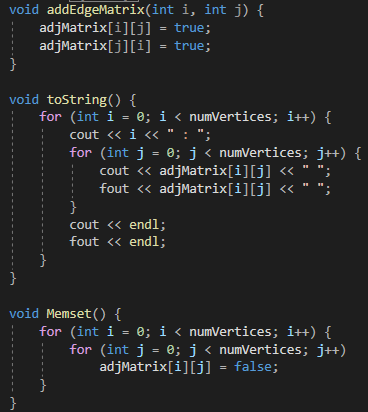 void addEdgeMatrix(int i, int j) {
    adjMatrix[i][j] = true;
    adjMatrix[j][i] = true;
}

void toString() {
    for (int i = 0; i < numVertices; i++) {
        cout << i << " : ";
        for (int j = 0; j < numVertices; j++) {
            cout << adjMatrix[i][j] << " ";
            fout << adjMatrix[i][j] << " ";
        }
        cout << endl;
        fout << endl;
    }
}

void Memset() {
    for (int i = 0; i < numVertices; i++) {
        for (int j = 0; j < numVertices; j++)
            adjMatrix[i][j] = false;
    }
}